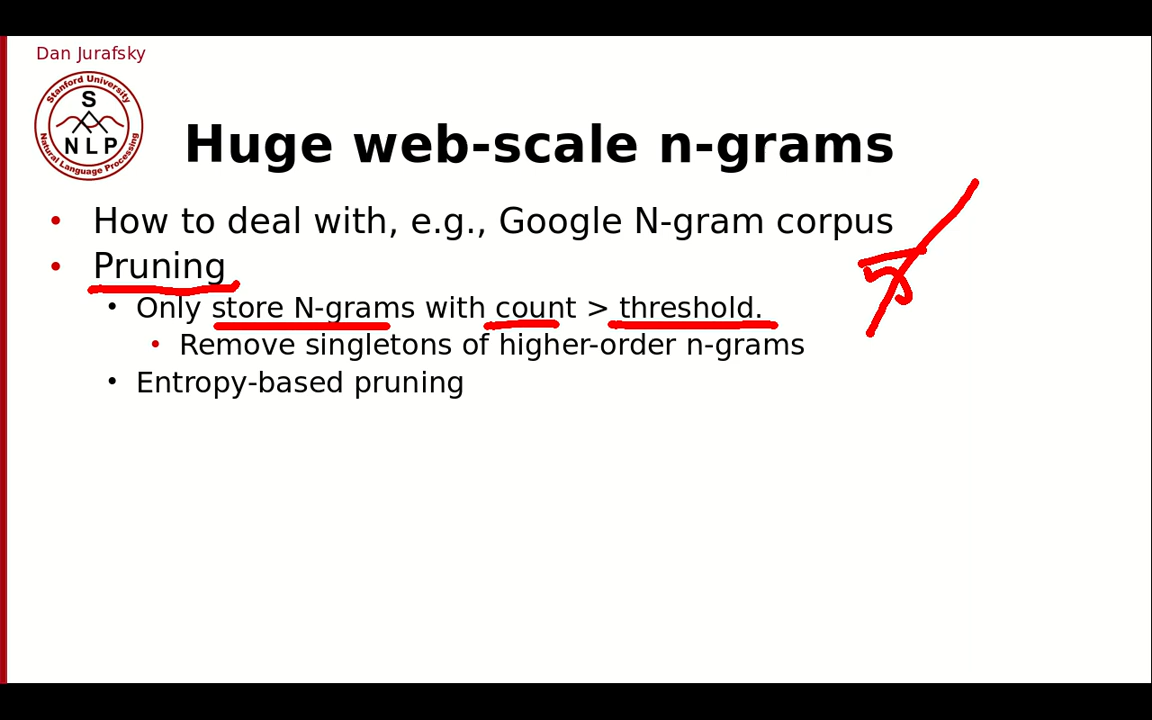 Dan Jurafsky
Stanford University
S
NLP
Natural Language Processing
Huge web-scale n-grams
• How to deal with, e.g., Google N-gram corpus
• Pruning
• Only store N-grams with count > threshold.
• Remove singletons of higher-order n-grams
• Entropy-based pruning